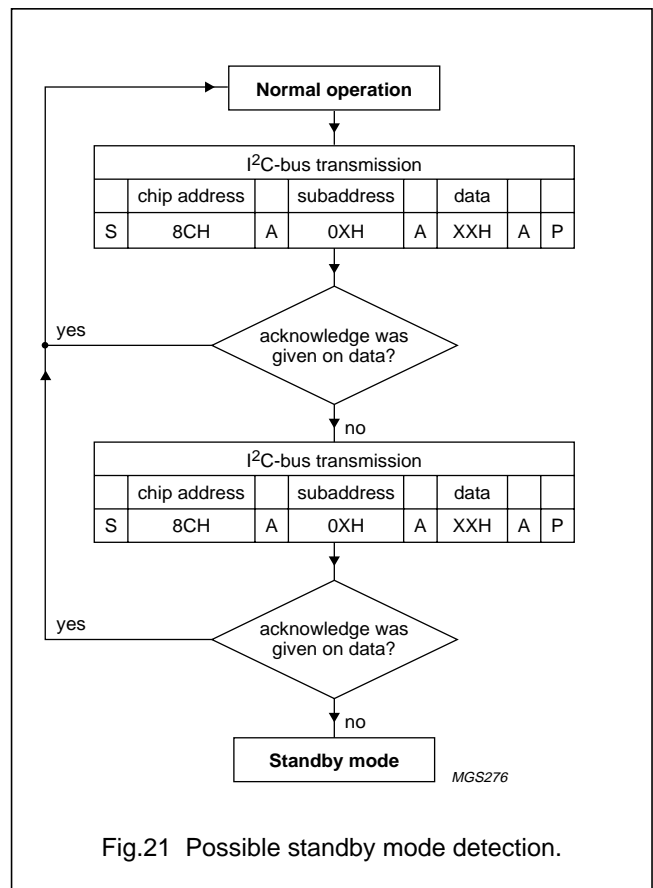 Normal operation
I²C-bus transmission
chip address subaddress data
S 8CH A 0XH A XXH A P
yes
acknowledge was
given on data?
no
I²C-bus transmission
chip address subaddress data
S 8CH A 0XH A XXH A P
yes
acknowledge was
given on data?
no
Standby mode
MGS276
Fig.21 Possible standby mode detection.